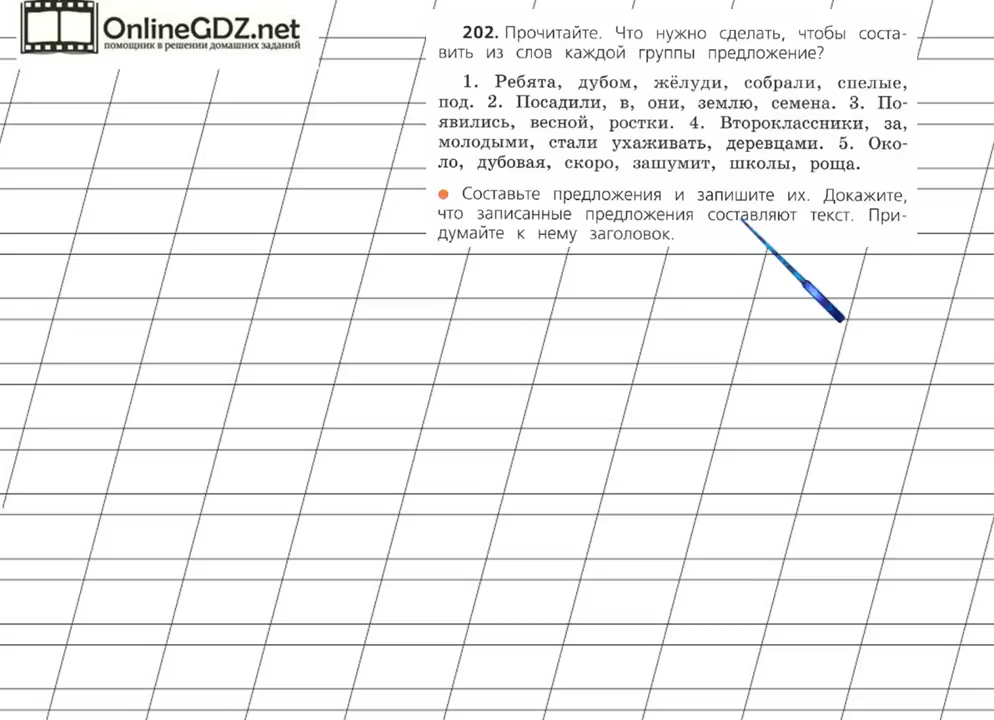 OnlineGDZ.net
помощник в решении домашних заданий
202. Прочитайте. Что нужно сделать, чтобы соста-
вить из слов каждой группы предложение?
1. Ребята, дубом, жёлуди, собрали, спелые,
под. 2. Посадили, в, они, землю, семена. 3. По-
явились, весной, ростки. 4. Второклассники, за,
молодыми, стали ухаживать, деревцами. 5. Око-
ло, дубовая, скоро, зашумит, школы, роща.
Составьте предложения и запишите их. Докажите,
что записанные предложения составляют текст. При-
думайте к нему заголовок.